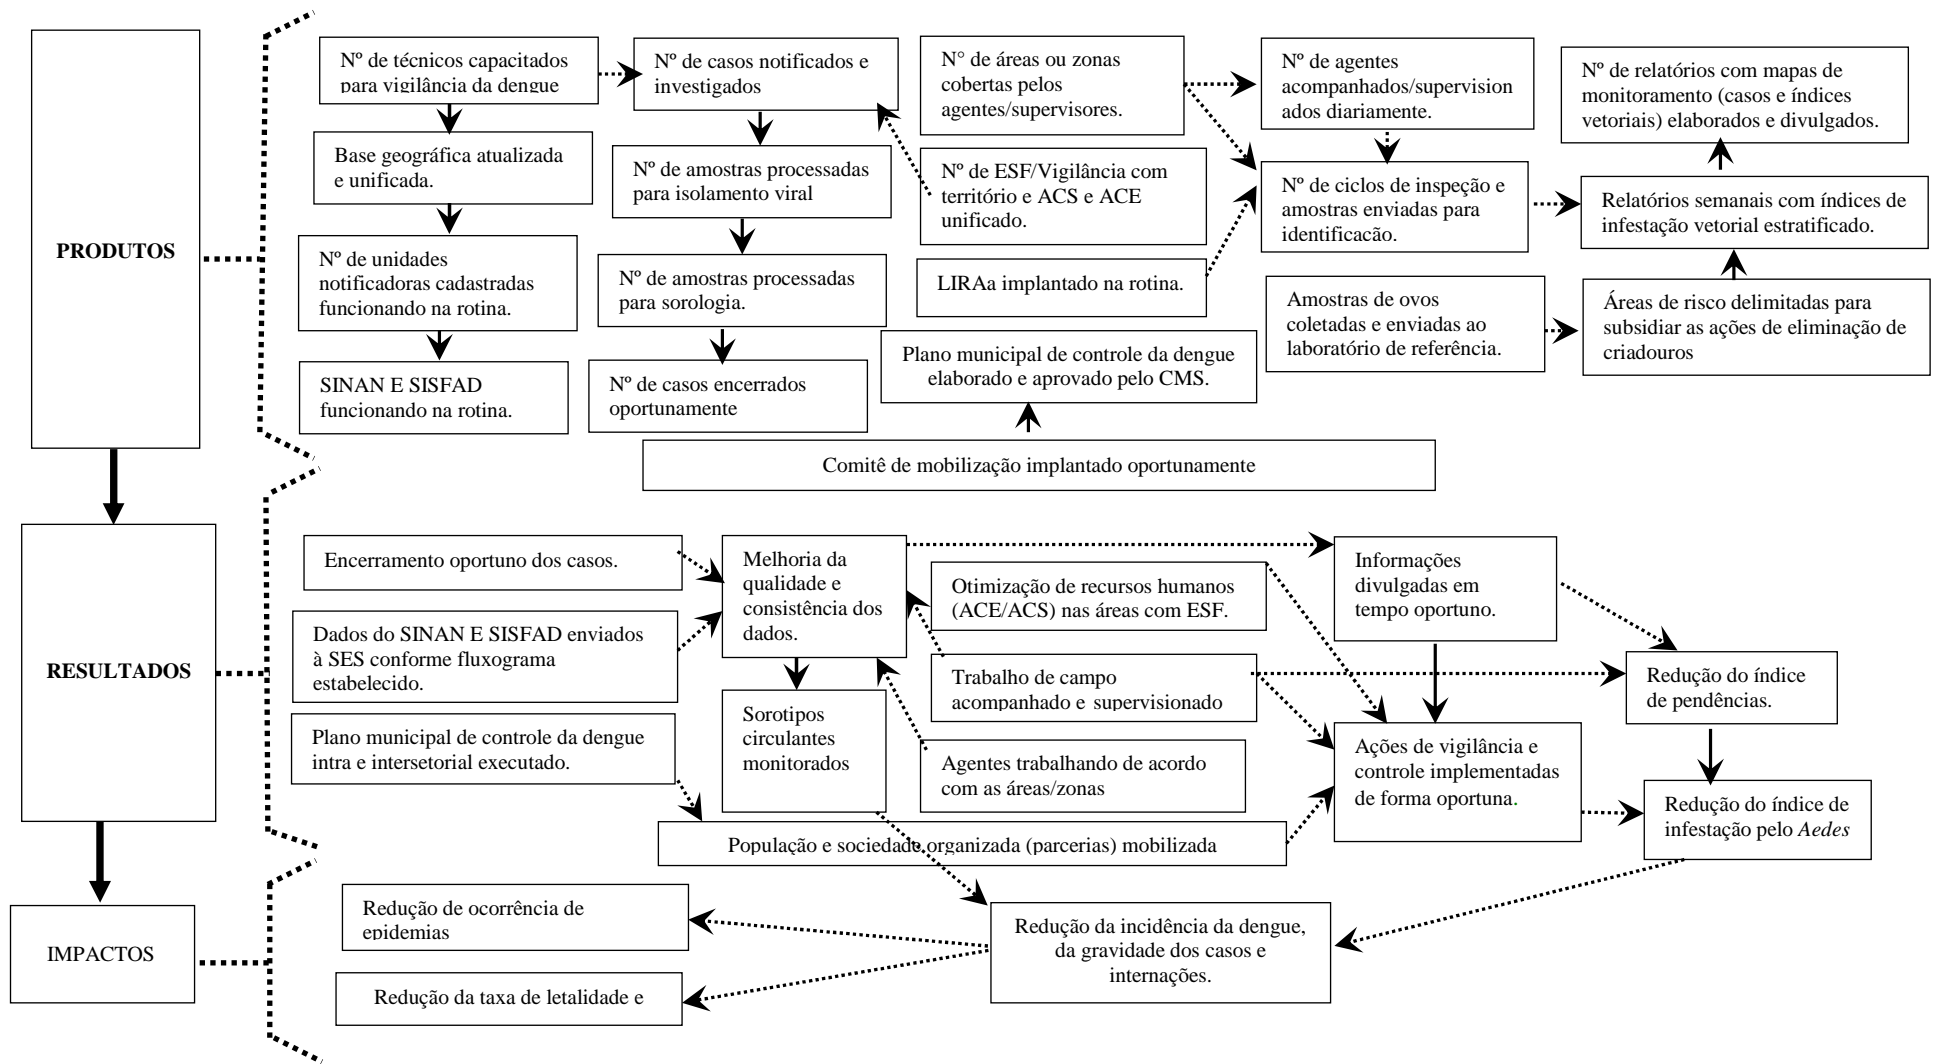 PRODUTOS
Nº de técnicos capacitados
para vigilância da dengue
Base geográfica atualizada
e unificada.
Nº de unidades
notificadoras cadastradas
funcionando na rotina.
SINAN E SISFAD
funcionando na rotina.
Nº de casos notificados e
investigados
Nº de amostras processadas
para isolamento viral
Nº de amostras processadas
para sorologia.
Nº de casos encerrados
oportunamente
N° de áreas ou zonas
cobertas pelos
agentes/supervisores.
Nº de ESF/Vigilância com
território e ACS e ACE
unificado.
LIRAa implantado na rotina.
Plano municipal de controle da dengue
elaborado e aprovado pelo CMS.
Nº de agentes
acompanhados/supervision
ados diariamente.
Nº de ciclos de inspeção e
amostras enviadas para
identificacão.
Amostras de ovos
coletadas e enviadas ao
laboratório de referência.
Nº de relatórios com mapas de
monitoramento (casos e índices
vetoriais) elaborados e divulgados.
Relatórios semanais com índices de
infestação vetorial estratificado.
Áreas de risco delimitadas para
subsidiar as ações de eliminação de
criadouros
Comitê de mobilização implantado oportunamente
RESULTADOS
Encerramento oportuno dos casos.
Dados do SINAN E SISFAD enviados
à SES conforme fluxograma
estabelecido.
Plano municipal de controle da dengue
intra e intersetorial executado.
Melhoria da
qualidade e
consistência dos
dados.
Sorotipos
circulantes
monitorados
Otimização de recursos humanos
(ACE/ACS) nas áreas com ESF.
Trabalho de campo
acompanhado e supervisionado
Agentes trabalhando de acordo
com as áreas/zonas
População e sociedade organizada (parcerias) mobilizada
Informações
divulgadas em
tempo oportuno.
Ações de vigilância e
controle implementadas
de forma oportuna.
Redução do índice
de pendências.
Redução do índice de
infestação pelo Aedes
IMPACTOS
Redução de ocorrência de
epidemias
Redução da taxa de letalidade e
Redução da incidência da dengue,
da gravidade dos casos e
internações.